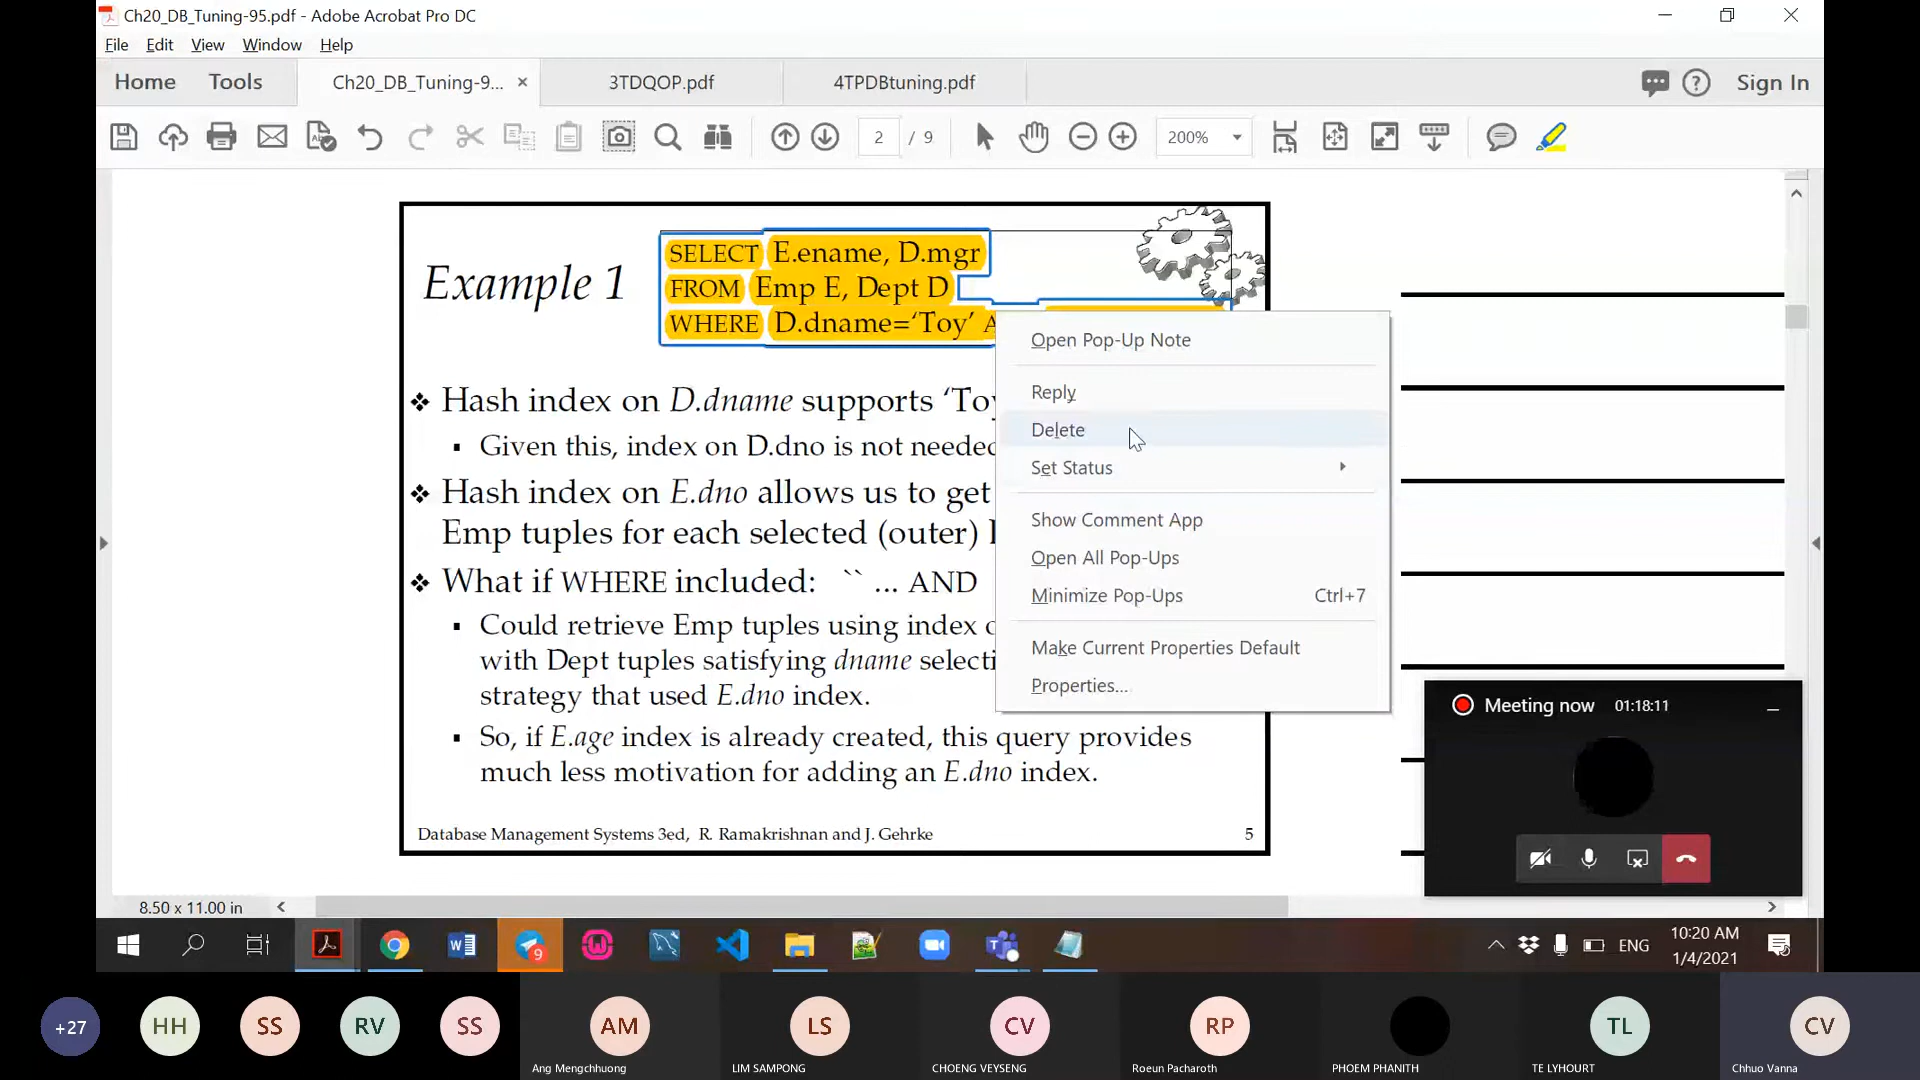 Ch20_DB_Tuning-95.pdf - Adobe Acrobat Pro DC
File Edit View Window Help
Home Tools Ch20_DB_Tuning-9... × 3TDQOP.pdf 4TPDBtuning.pdf Sign In
2 / 9 200%
Example 1
SELECT E.ename, D.mgr
FROM Emp E, Dept D
WHERE D.dname=‘Toy’ A
Hash index on D.dname supports ‘Toy
Given this, index on D.dno is not needed
Hash index on E.dno allows us to get
Emp tuples for each selected (outer)
What if WHERE included: `` ... AND
Could retrieve Emp tuples using index
with Dept tuples satisfying dname selecti
strategy that used E.dno index.
So, if E.age index is already created, this query provides
much less motivation for adding an E.dno index.
Database Management Systems 3ed, R. Ramakrishnan and J. Gehrke 5
Open Pop-Up Note
Reply
Delete
Set Status
Show Comment App
Open All Pop-Ups
Minimize Pop-Ups Ctrl+7
Make Current Properties Default
Properties...
Meeting now 01:18:11
8.50 x 11.00 in
9
ENG
10:20 AM
1/4/2021
+27 HH SS RV SS AM LS CV RP TL CV
Ang Mengchhuong LIM SAMPONG CHOENG VEYSENG Roeun Pacharoth PHOEM PHANITH TE LYHOURT Chhuo Vanna